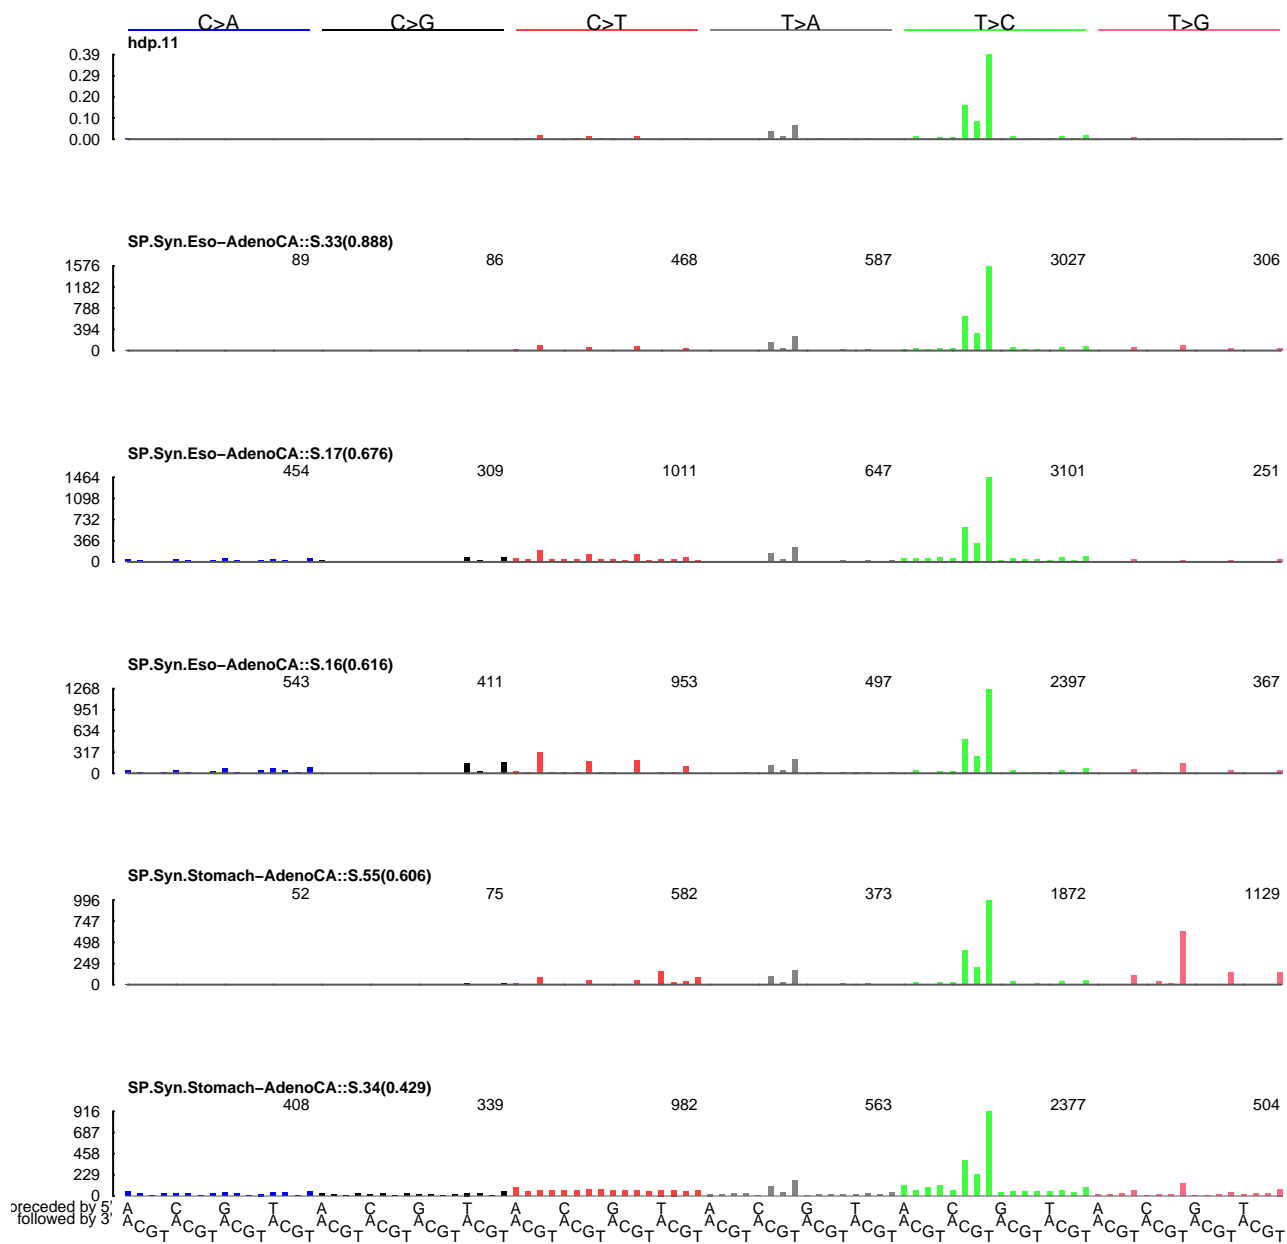 C>A C>G C>T T>A T>C T>G
hdp.11
0.39
0.29
0.20
0.10
0.00
SP.Syn.Eso−AdenoCA::S.33(0.888)
89 86 468 587 3027 306
1576
1182
788
394
0
SP.Syn.Eso−AdenoCA::S.17(0.676)
454 309 1011 647 3101 251
1464
1098
732
366
0
SP.Syn.Eso−AdenoCA::S.16(0.616)
543 411 953 497 2397 367
1268
951
634
317
0
SP.Syn.Stomach−AdenoCA::S.55(0.606)
52 75 582 373 1872 1129
996
747
498
249
0
SP.Syn.Stomach−AdenoCA::S.34(0.429)
408 339 982 563 2377 504
916
687
458
229
0
preceded by 5' A C G T A C G T A C G T A C G T A C G T A C G T
followed by 3' A C G T A C G T A C G T A C G T A C G T A C G T A C G T A C G T A C G T A C G T A C G T A C G T A C G T A C G T A C G T A C G T A C G T A C G T A C G T A C G T A C G T A C G T A C G T A C G T